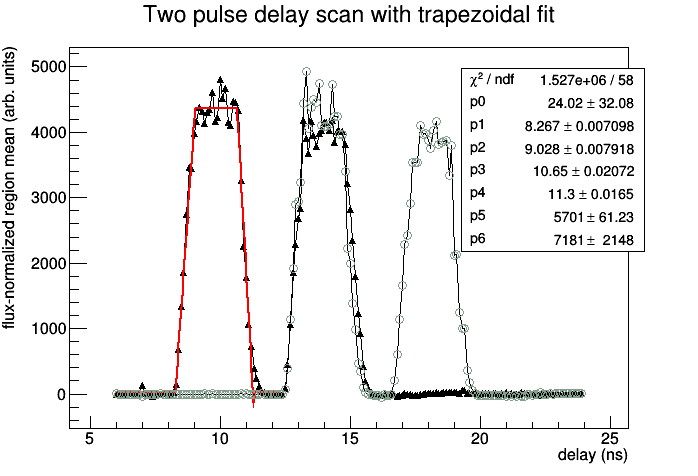 Two pulse delay scan with trapezoidal fit
flux-normalized region mean (arb. units)
5000
4000
3000
2000
1000
0
χ² / ndf 1.527e+06 / 58
p0 24.02 ± 32.08
p1 8.267 ± 0.007098
p2 9.028 ± 0.007918
p3 10.65 ± 0.02072
p4 11.3 ± 0.0165
p5 5701 ± 61.23
p6 7181 ± 2148
5 10 15 20 25
delay (ns)